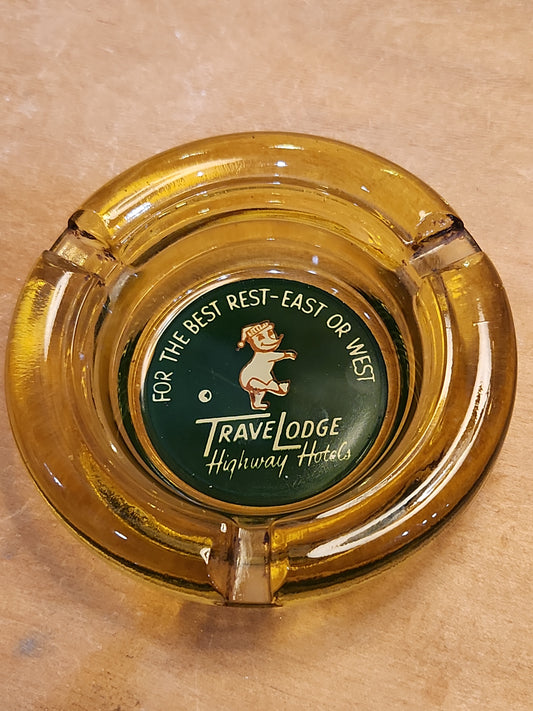 FOR THE BEST REST-EAST OR WEST
TRAVELODGE
Highway Hotels